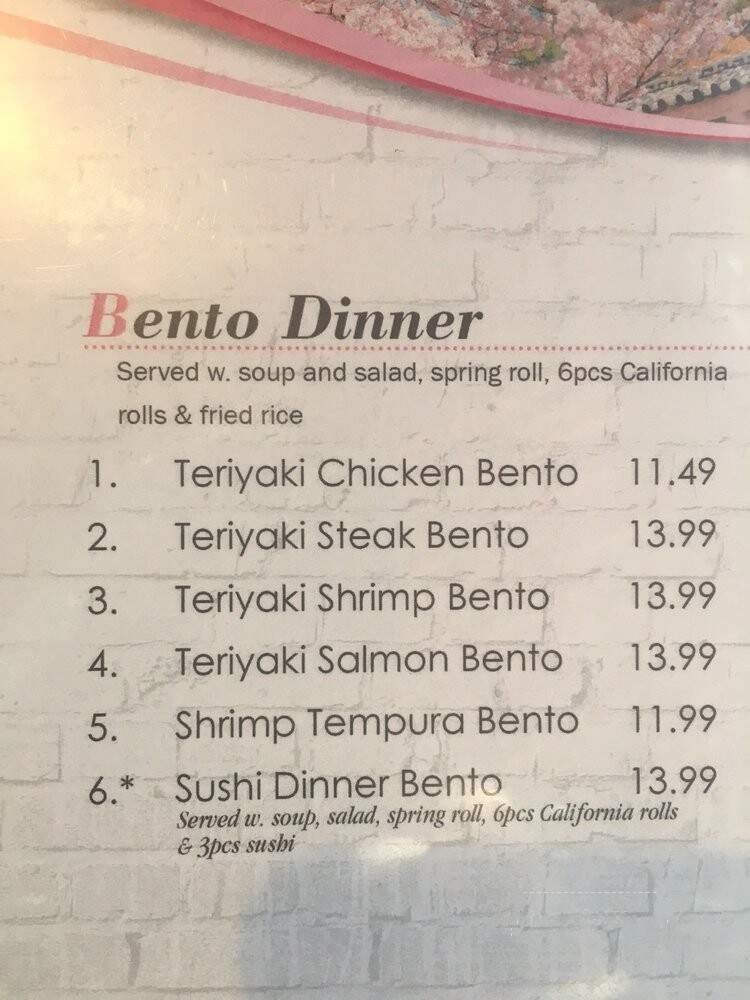 Bento Dinner
Served w. soup and salad, spring roll, 6pcs California
rolls & fried rice
1. Teriyaki Chicken Bento 11.49
2. Teriyaki Steak Bento 13.99
3. Teriyaki Shrimp Bento 13.99
4. Teriyaki Salmon Bento 13.99
5. Shrimp Tempura Bento 11.99
6.* Sushi Dinner Bento 13.99
Served w. soup, salad, spring roll, 6pcs California rolls
& 3pcs sushi